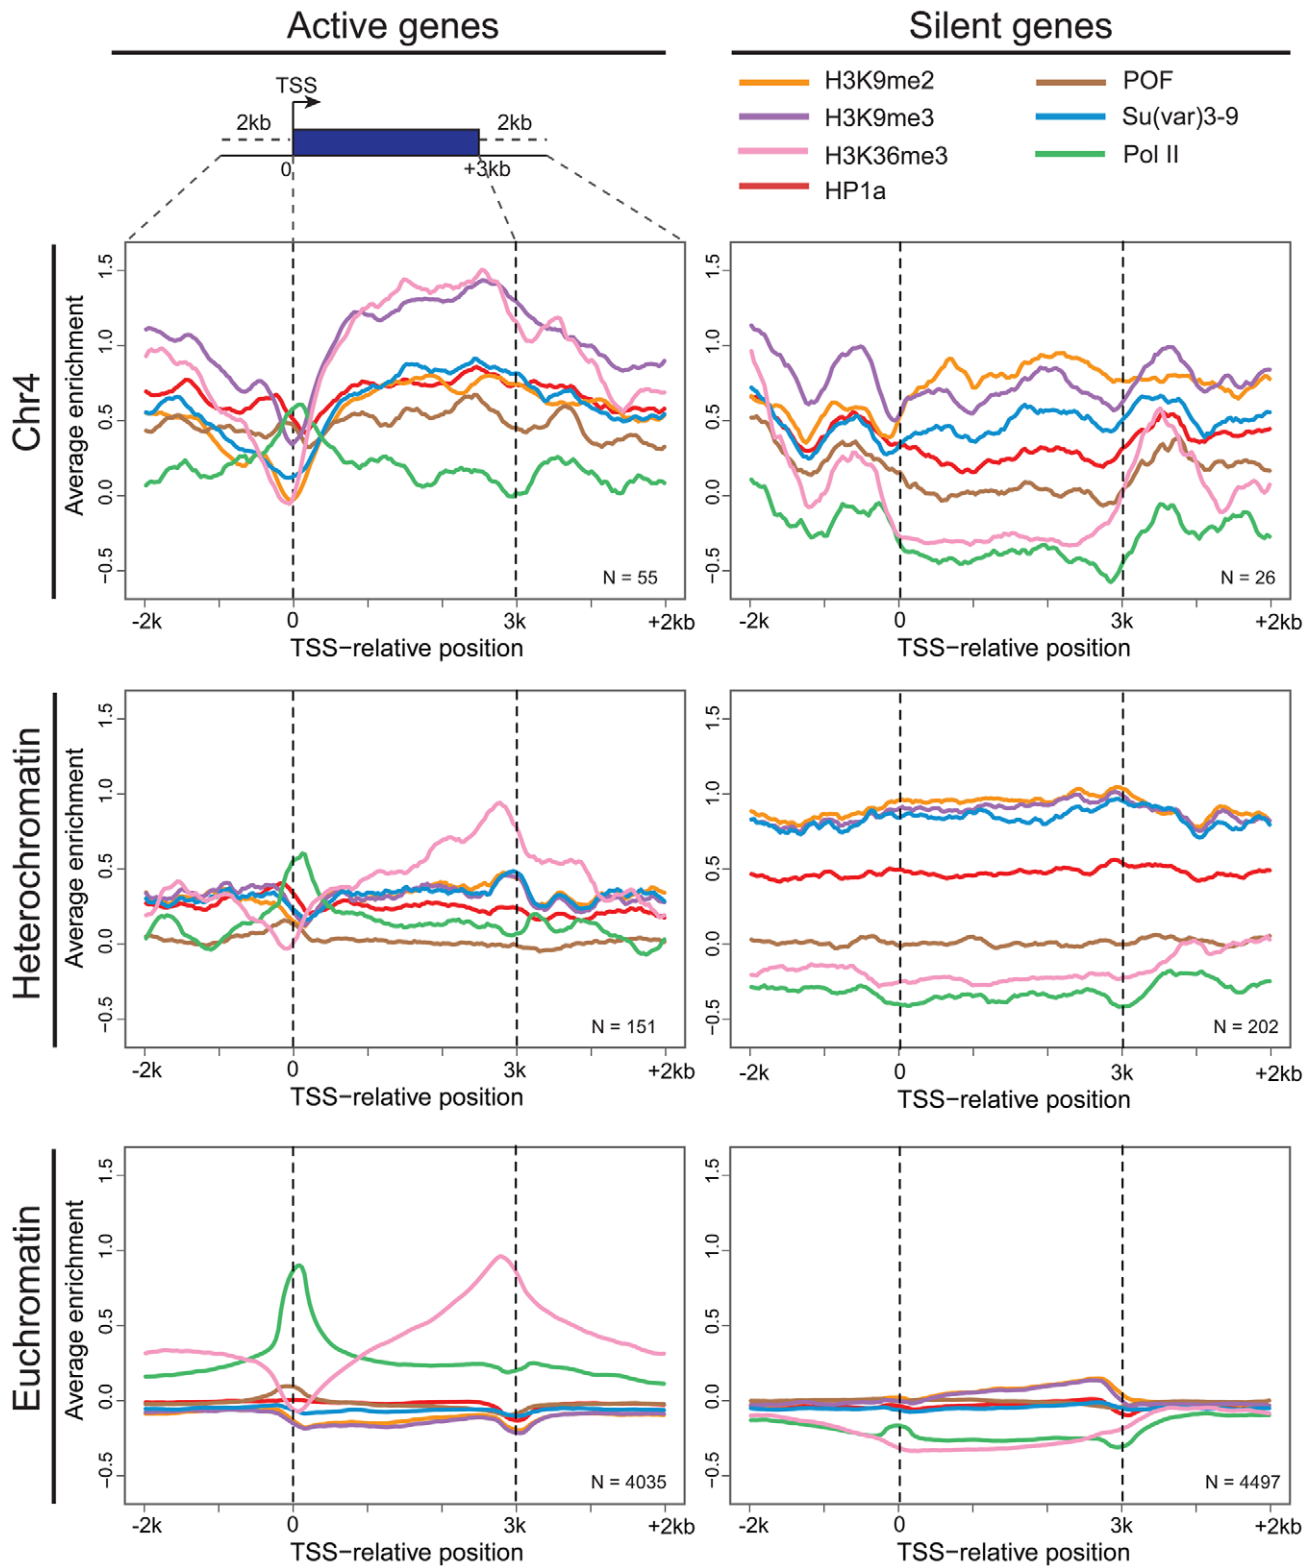 Active genes
Silent genes
TSS
2kb
2kb
0
+3kb
H3K9me2
H3K9me3
H3K36me3
HP1a
POF
Su(var)3-9
Pol II
Chr4
Average enrichment
1.5
1.0
0.5
0.0
−0.5
N = 55
-2k 0 3k +2kb
TSS−relative position
1.5
1.0
0.5
0.0
−0.5
N = 26
-2k 0 3k +2kb
TSS−relative position
Heterochromatin
Average enrichment
1.5
1.0
0.5
0.0
−0.5
N = 151
-2k 0 3k +2kb
TSS−relative position
1.5
1.0
0.5
0.0
−0.5
N = 202
-2k 0 3k +2kb
TSS−relative position
Euchromatin
Average enrichment
1.5
1.0
0.5
0.0
−0.5
N = 4035
-2k 0 3k +2kb
TSS−relative position
1.5
1.0
0.5
0.0
−0.5
N = 4497
-2k 0 3k +2kb
TSS−relative position